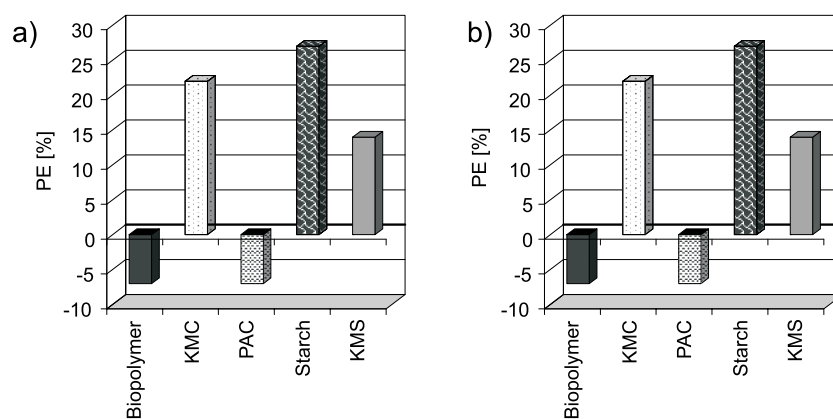 a)
PE [%]
30
25
20
15
10
5
0
-5
-10
Biopolymer
KMC
PAC
Starch
KMS
b)
PE [%]
30
25
20
15
10
5
0
-5
-10
Biopolymer
KMC
PAC
Starch
KMS